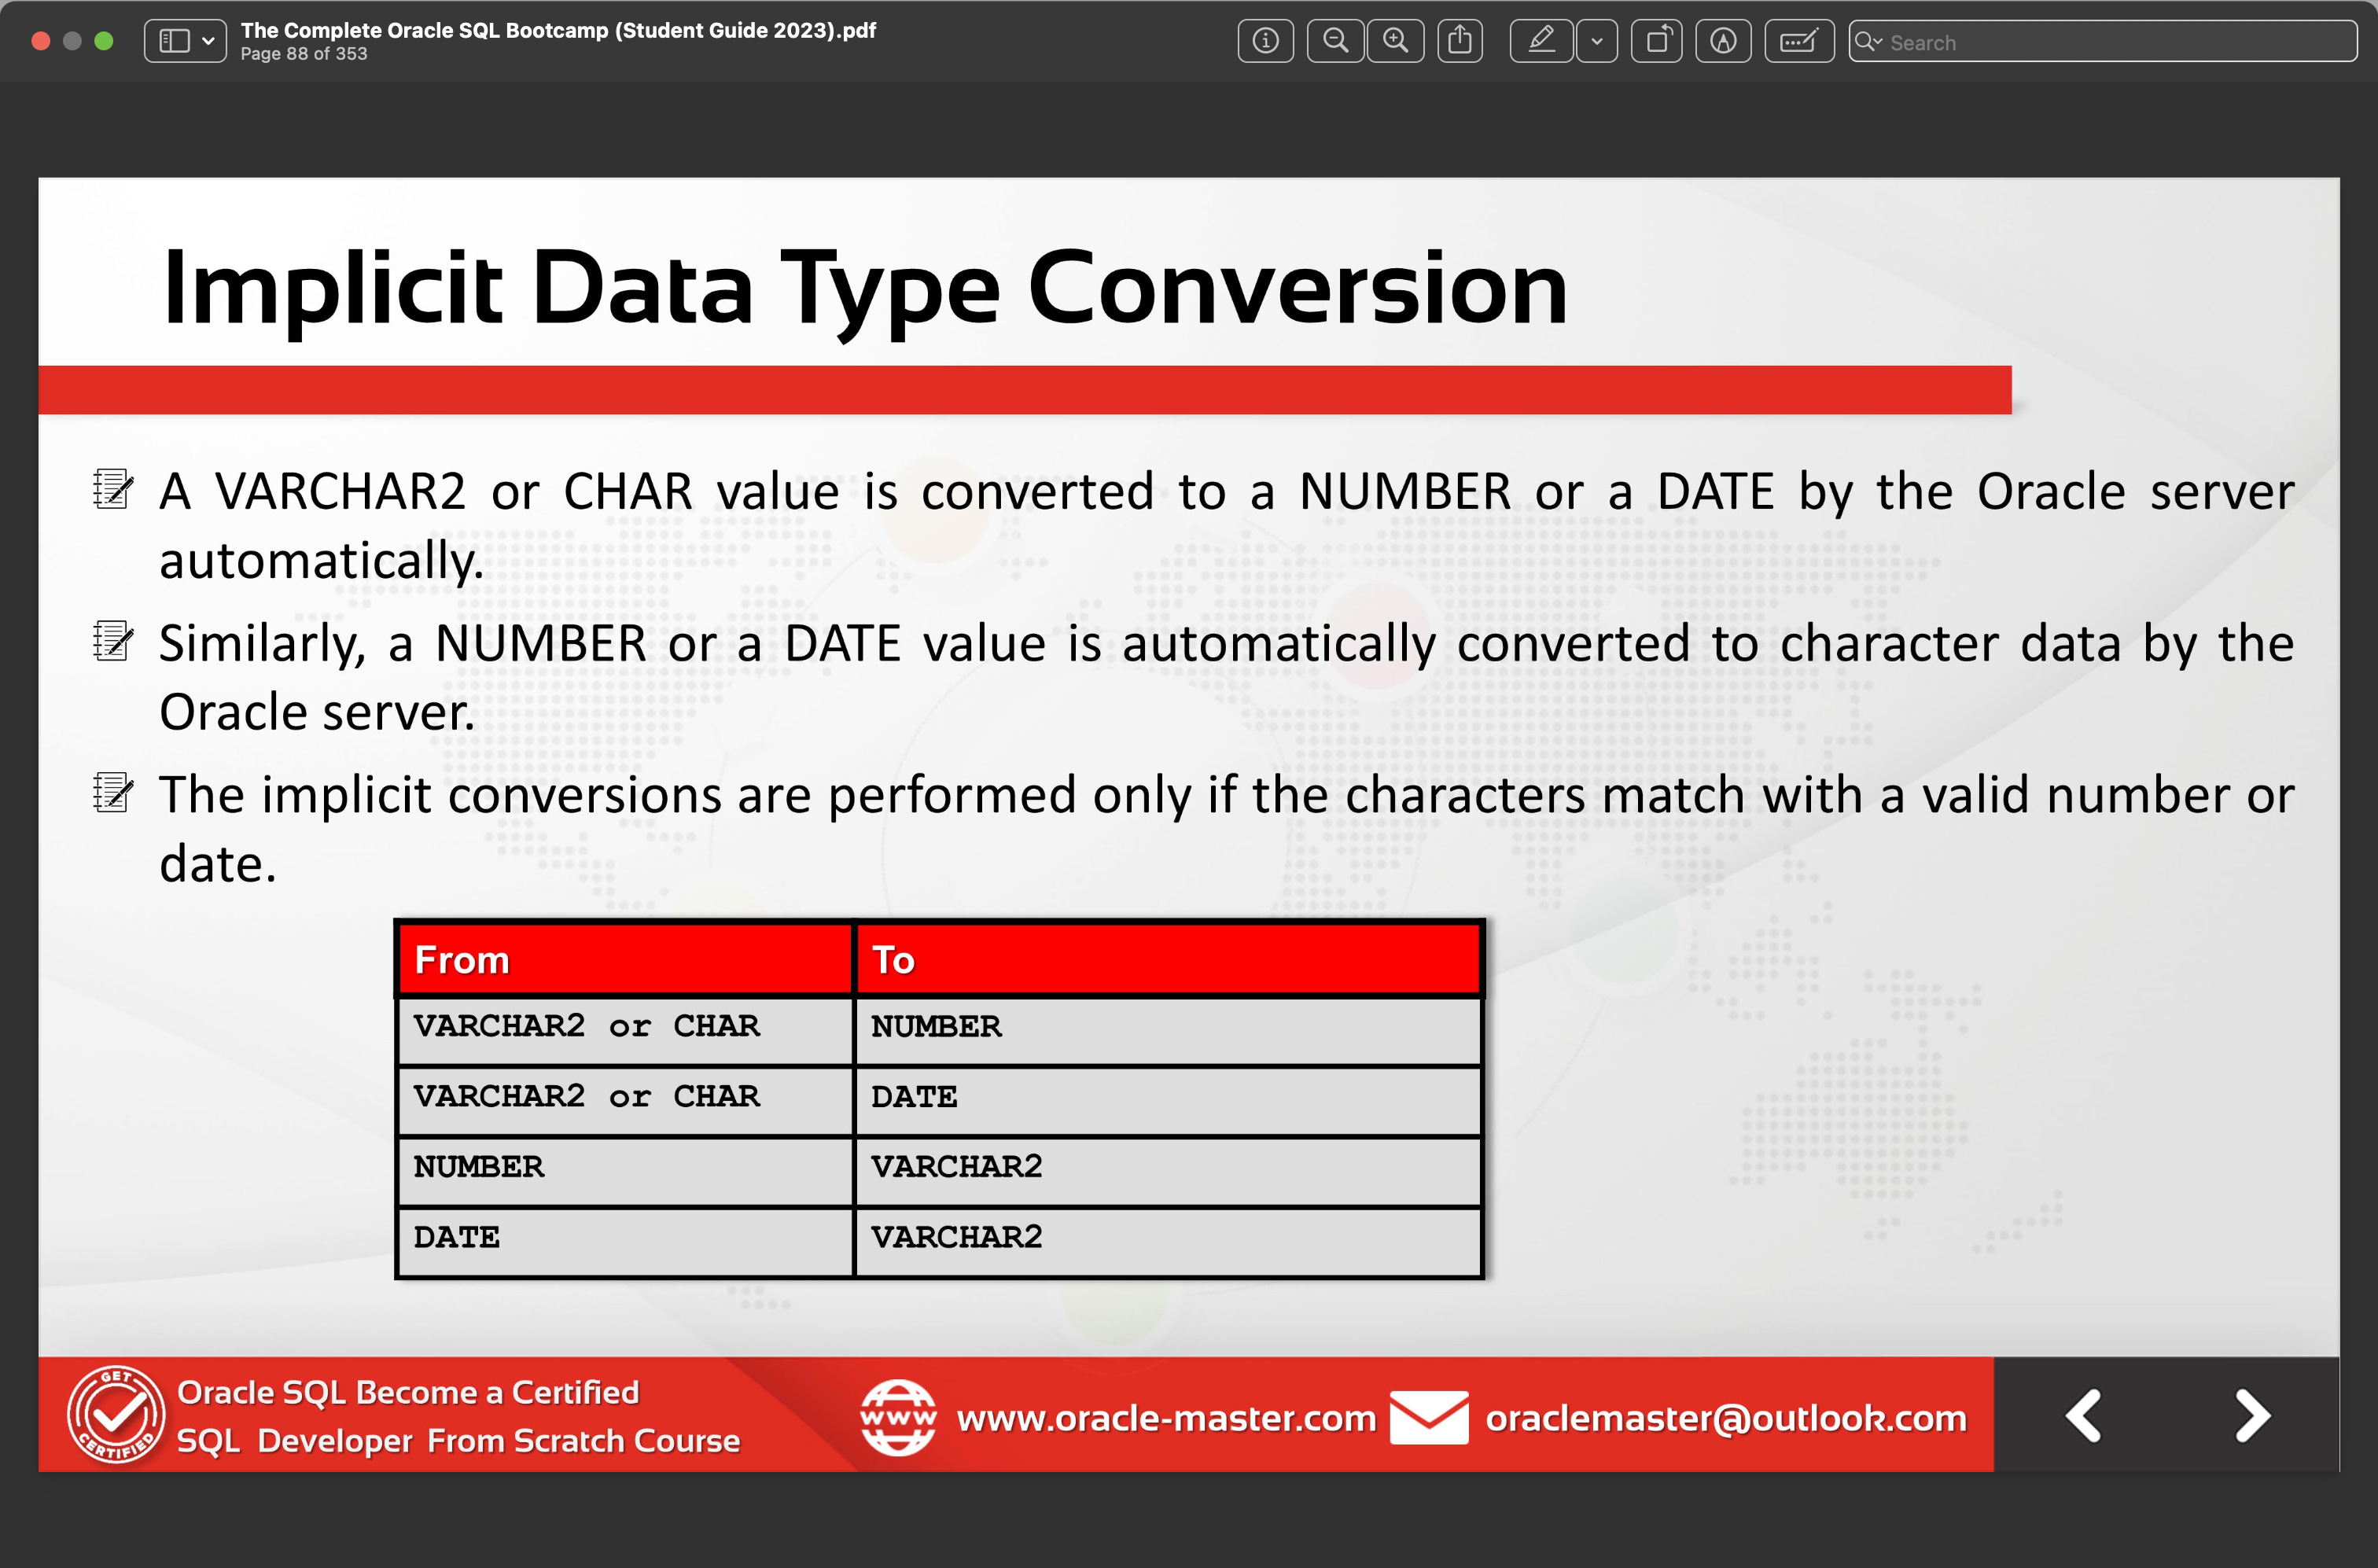 The Complete Oracle SQL Bootcamp (Student Guide 2023).pdf
Page 88 of 353
Search
Implicit Data Type Conversion
A VARCHAR2 or CHAR value is converted to a NUMBER or a DATE by the Oracle server
automatically.
Similarly, a NUMBER or a DATE value is automatically converted to character data by the
Oracle server.
The implicit conversions are performed only if the characters match with a valid number or
date.
From To
VARCHAR2 or CHAR NUMBER
VARCHAR2 or CHAR DATE
NUMBER VARCHAR2
DATE VARCHAR2
GET CERTIFIED
Oracle SQL Become a Certified
SQL Developer From Scratch Course
www www.oracle-master.com oraclemaster@outlook.com